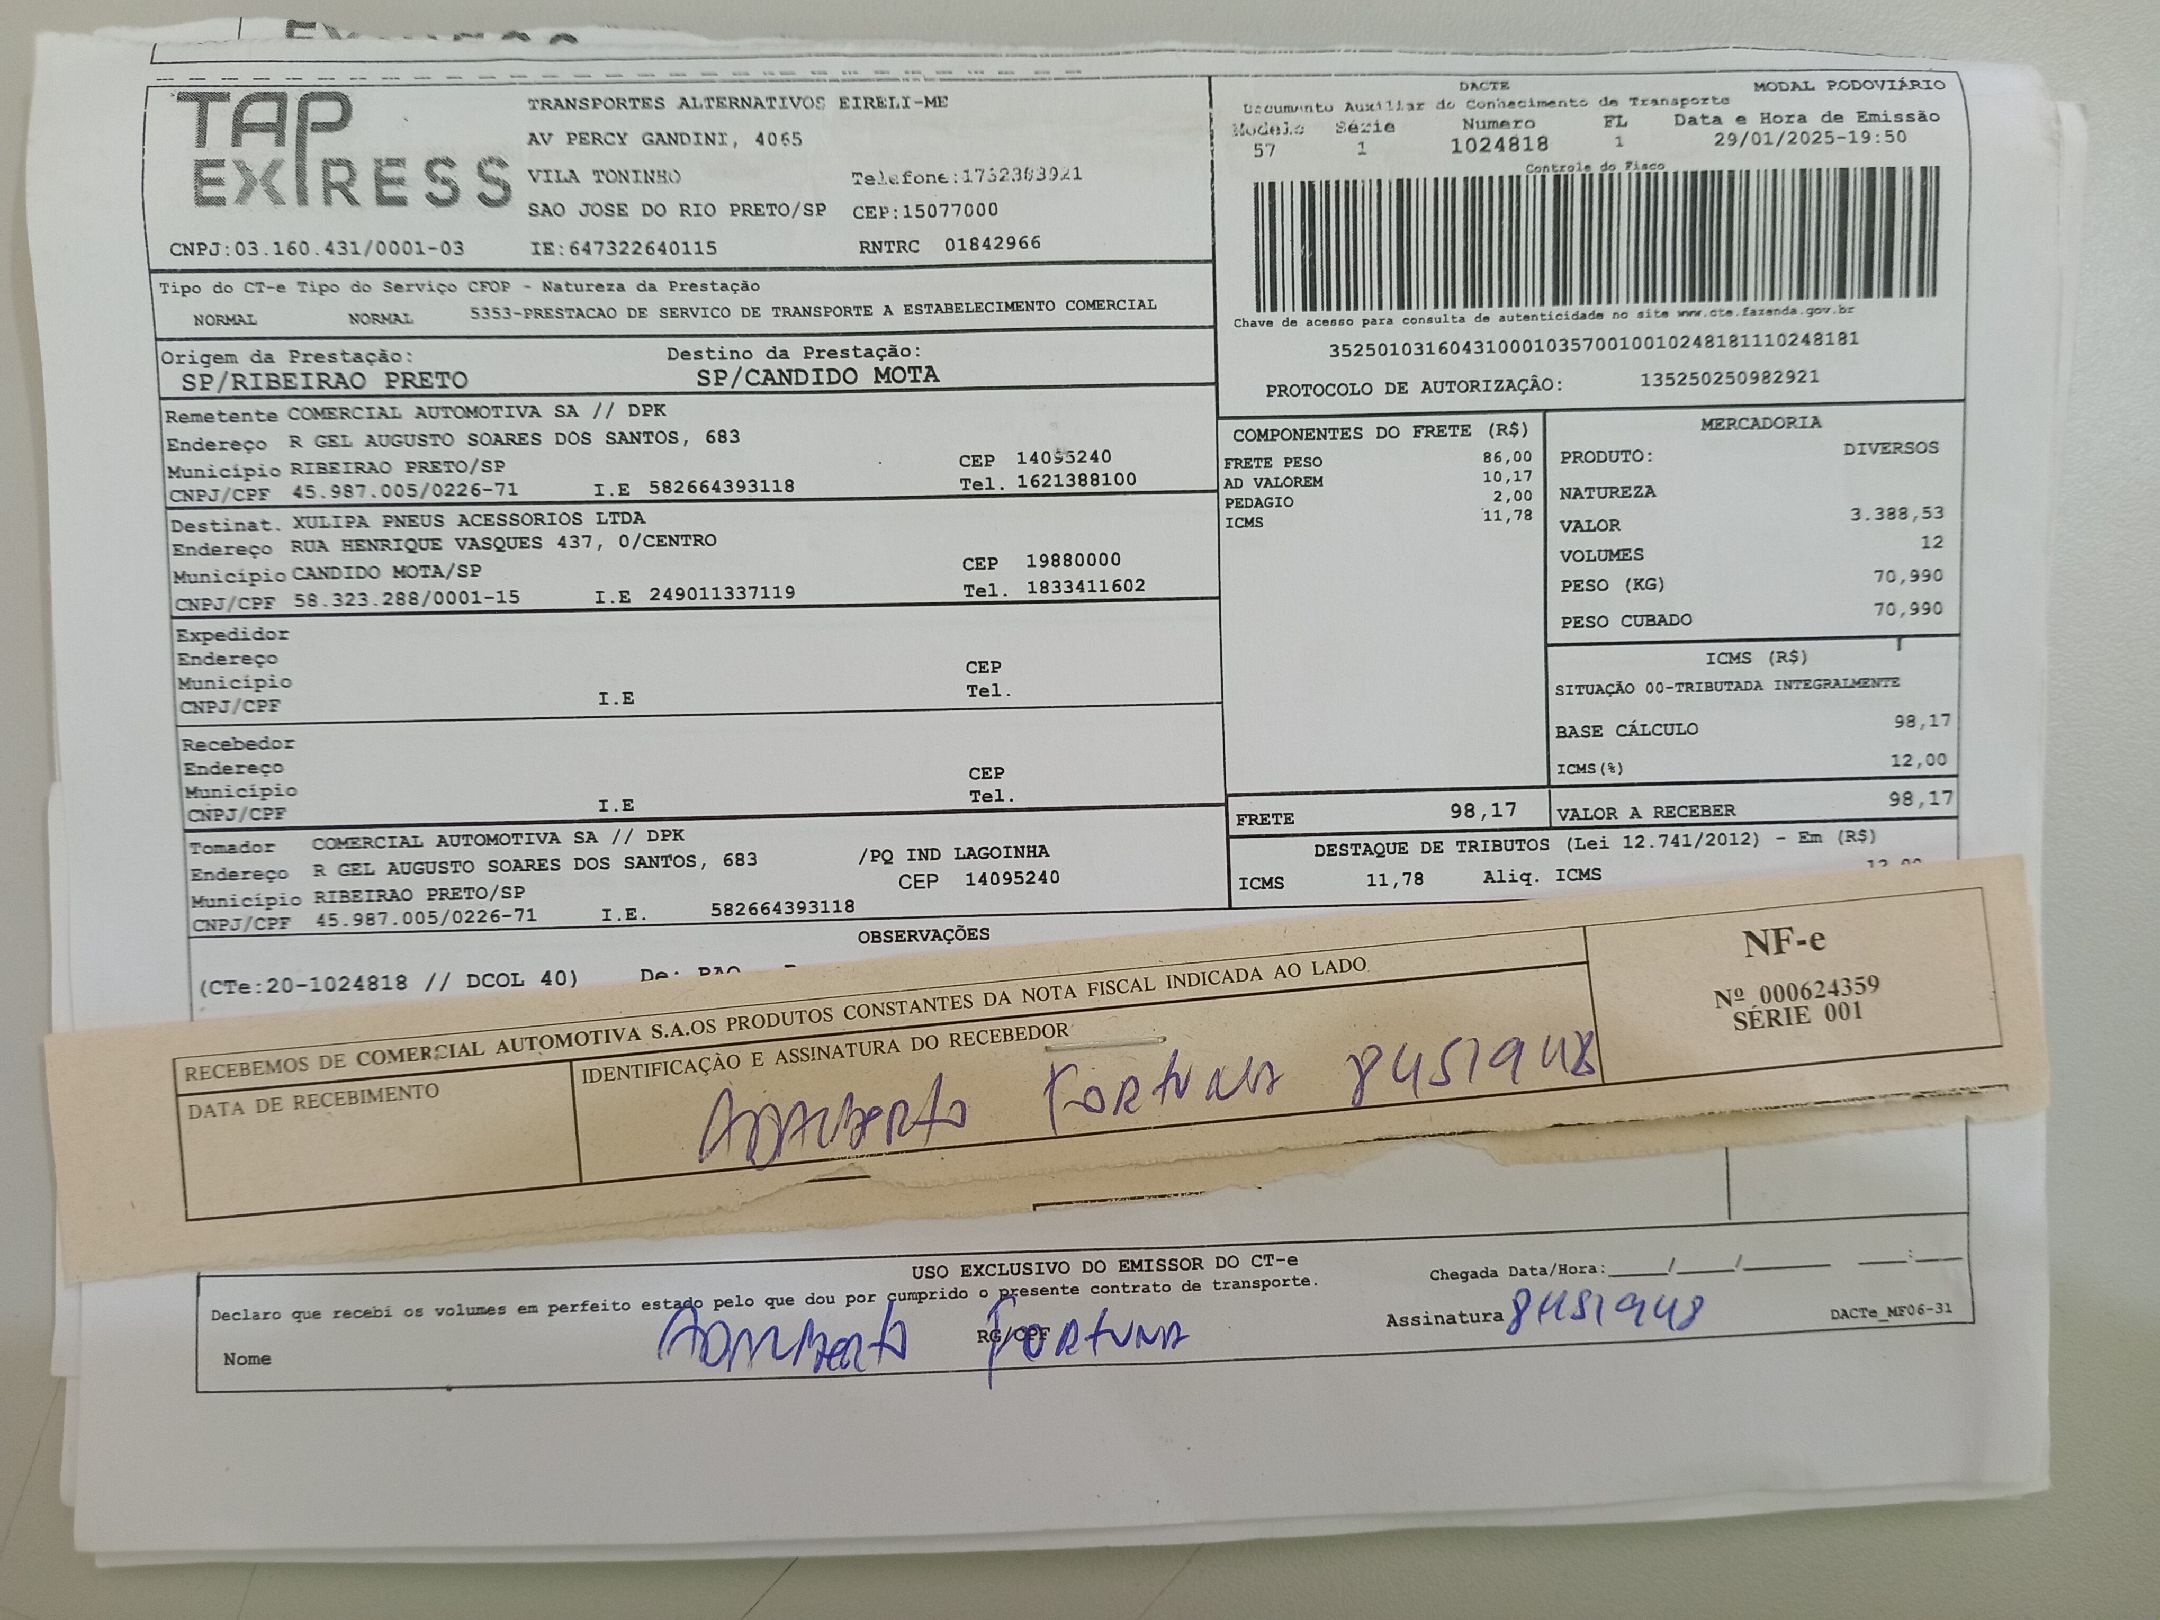 TAP EXPRESS
TRANSPORTES ALTERNATIVOS EIRELI-ME
AV PERCY GANDINI, 4065
VILA TONINHO
SAO JOSE DO RIO PRETO/SP CEP:15077000
CNPJ:03.160.431/0001-03 IE:647322640115 RNTRC 01842966
DACTE MODAL RODOVIÁRIO
Documento Auxiliar do Conhecimento de Transporte
Modelo Série Numero FL Data e Hora de Emissão
57 1 1024818 1 29/01/2025-19:50
Controle do Fisco
Chave de acesso para consulta de autenticidade no site www.cte.fazenda.gov.br
35250103160431000103570010010248181110248181
PROTOCOLO DE AUTORIZAÇÃO: 135250250982921
Tipo do CT-e Tipo do Serviço CFOP - Natureza da Prestação
NORMAL NORMAL 5353-PRESTACAO DE SERVICO DE TRANSPORTE A ESTABELECIMENTO COMERCIAL
Origem da Prestação: Destino da Prestação:
SP/RIBEIRAO PRETO SP/CANDIDO MOTA
Remetente COMERCIAL AUTOMOTIVA SA // DPK
Endereço R GEL AUGUSTO SOARES DOS SANTOS, 683
Município RIBEIRAO PRETO/SP CEP 14095240
CNPJ/CPF 45.987.005/0226-71 I.E 582664393118 Tel. 1621388100
Destinat. XULIPA PNEUS ACESSORIOS LTDA
Endereço RUA HENRIQUE VASQUES 437, 0/CENTRO
Município CANDIDO MOTA/SP CEP 19880000
CNPJ/CPF 58.323.288/0001-15 I.E 249011337119 Tel. 1833411602
Expedidor
Endereço
Município CEP
CNPJ/CPF I.E Tel.
Recebedor
Endereço
Município CEP
CNPJ/CPF I.E Tel.
Tomador COMERCIAL AUTOMOTIVA SA // DPK
Endereço R GEL AUGUSTO SOARES DOS SANTOS, 683 /PQ IND LAGOINHA
Município RIBEIRAO PRETO/SP CEP 14095240
CNPJ/CPF 45.987.005/0226-71 I.E. 582664393118
COMPONENTES DO FRETE (R$)
FRETE PESO 86,00
AD VALOREM 10,17
PEDAGIO 2,00
ICMS 11,78
MERCADORIA
PRODUTO: DIVERSOS
NATUREZA
VALOR 3.388,53
VOLUMES 12
PESO (KG) 70,990
PESO CUBADO 70,990
ICMS (R$)
SITUAÇÃO 00-TRIBUTADA INTEGRALMENTE
BASE CÁLCULO 98,17
ICMS(%) 12,00
FRETE 98,17 VALOR A RECEBER 98,17
DESTAQUE DE TRIBUTOS (Lei 12.741/2012) - Em (R$)
ICMS 11,78 Aliq. ICMS 12,00
OBSERVAÇÕES
(CTe:20-1024818 // DCOL 40) De:
RECEBEMOS DE COMERCIAL AUTOMOTIVA S.A.OS PRODUTOS CONSTANTES DA NOTA FISCAL INDICADA AO LADO
DATA DE RECEBIMENTO IDENTIFICAÇÃO E ASSINATURA DO RECEBEDOR
Adalberto Fortuna 8451948
NF-e
Nº 000624359
SÉRIE 001
USO EXCLUSIVO DO EMISSOR DO CT-e
Declaro que recebi os volumes em perfeito estado pelo que dou por cumprido o presente contrato de transporte.
Chegada Data/Hora:____/____/______ ___:___
Nome Adalberto Fortuna RG/CPF Assinatura 8451948 DACTe_MF06-31